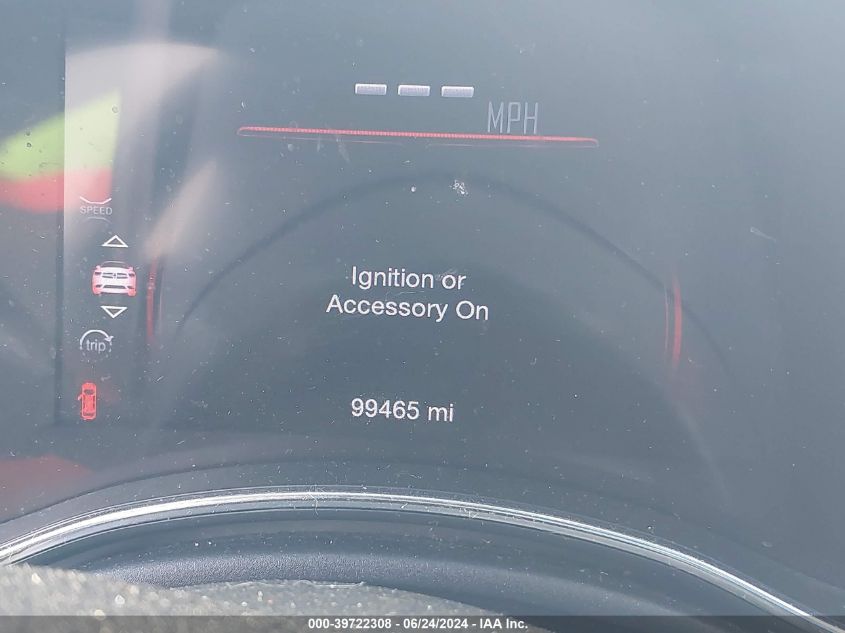 MPH
SPEED
Ignition or
Accessory On
trip
99465 mi
000-39722308 | 06/24/2024 - IAA Inc.